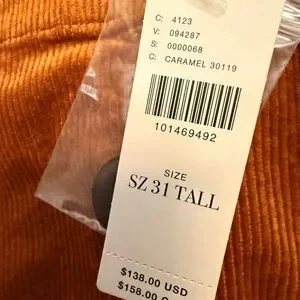 C: 4123
V: 094287
S: 0000068
C: CARAMEL 30119
101469492
SIZE
SZ 31 TALL
$138.00 USD
$158.00